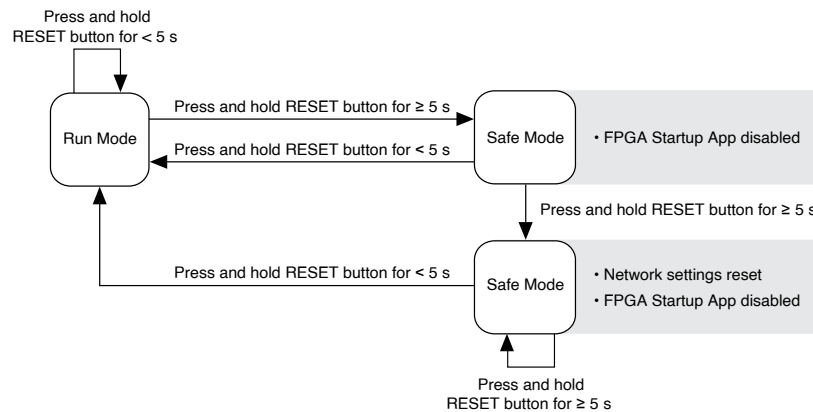 Press and hold
RESET button for < 5 s
Run Mode
Press and hold RESET button for ≥ 5 s
Press and hold RESET button for < 5 s
Safe Mode
• FPGA Startup App disabled
Press and hold RESET button for ≥ 5 s
Press and hold RESET button for < 5 s
Safe Mode
• Network settings reset
• FPGA Startup App disabled
Press and hold
RESET button for ≥ 5 s